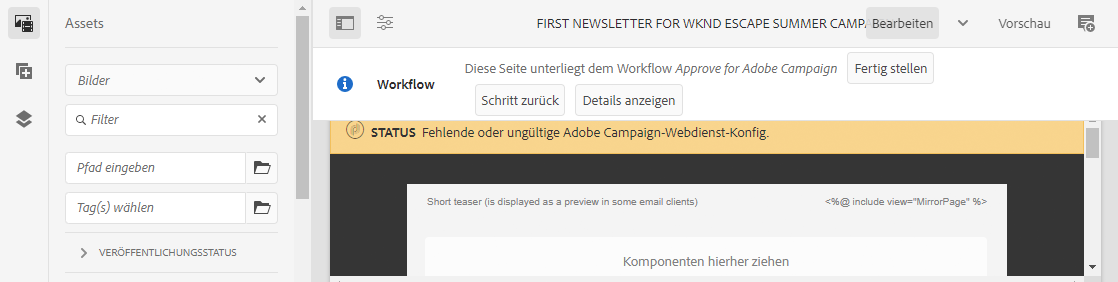 Assets
FIRST NEWSLETTER FOR WKND ESCAPE SUMMER CAMPA
Bearbeiten
Vorschau
Bilder
Filter
Pfad eingeben
Tag(s) wählen
VERÖFFENTLICHUNGSSTATUS
Workflow
Diese Seite unterliegt dem Workflow Approve for Adobe Campaign
Fertig stellen
Schritt zurück
Details anzeigen
STATUS Fehlende oder ungültige Adobe Campaign-Webdienst-Konfig.
Short teaser (is displayed as a preview in some email clients)
<%@ include view="MirrorPage" %>
Komponenten hierher ziehen